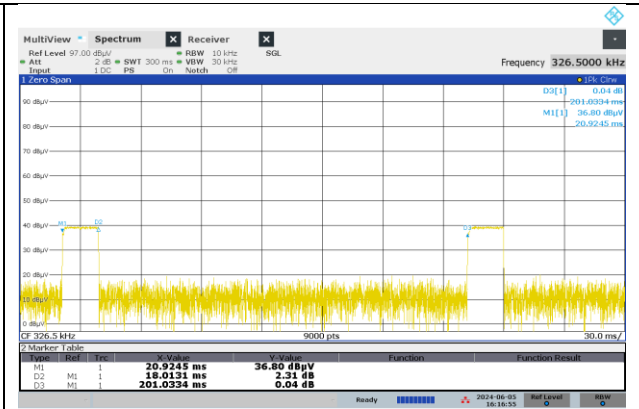 MultiView Spectrum X Receiver X
Ref Level 97.00 dBµV RBW 10 kHz SGL
Att 2 dB SWT 300 ms VBW 30 kHz Frequency 326.5000 kHz
Input 1 DC PS On Notch Off
1 Zero Span 1Pk Clrw
D3[1] 0.04 dB
201.0334 ms
M1[1] 36.80 dBµV
20.9245 ms
90 dBµV
80 dBµV
70 dBµV
60 dBµV
50 dBµV
40 dBµV M1 D2 D3
30 dBµV
20 dBµV
10 dBµV
0 dBµV
CF 326.5 kHz 9000 pts 30.0 ms/
2 Marker Table
Type Ref Trc X-Value Y-Value Function Function Result
M1 1 20.9245 ms 36.80 dBµV
D2 M1 1 18.0131 ms 2.31 dB
D3 M1 1 201.0334 ms 0.04 dB
Ready 2024-06-05 16:16:55 Ref Level RBW